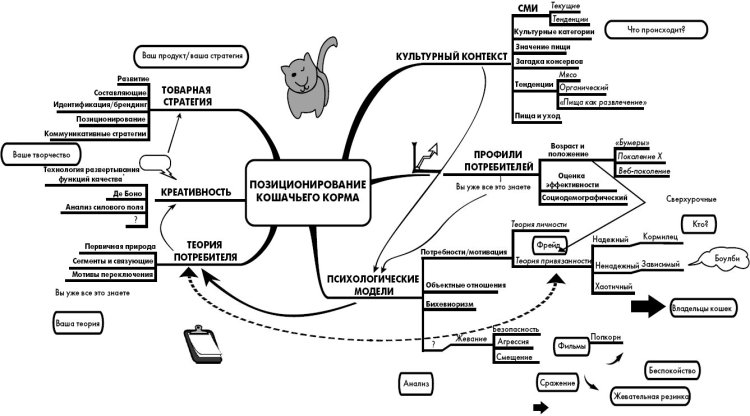 СМИ
Текущие
Тенденции
Культурные категории
Что происходит?
Значение пищи
КУЛЬТУРНЫЙ КОНТЕКСТ
Загадка консервов
Тенденции
Мясо
Органический
«Пища как развлечение»
Пища и уход
Ваш продукт/ваша стратегия
Развитие
Составляющие
ТОВАРНАЯ
СТРАТЕГИЯ
Идентификация/брендинг
Позиционирование
Коммуникативные стратегии
Ваше творчество
Технология развертывания
функций качества
Де Боно
КРЕАТИВНОСТЬ
Анализ силового поля
?
ПОЗИЦИОНИРОВАНИЕ
КОШАЧЬЕГО КОРМА
ПРОФИЛИ
ПОТРЕБИТЕЛЕЙ
Вы уже все это знаете
Возраст и
положение
«Бумеры»
Поколение X
Веб-поколение
Оценка
эффективности
Социодемографический
Сверхурочные
Кто?
Первичная природа
ТЕОРИЯ
ПОТРЕБИТЕЛЯ
Сегменты и связующие
Мотивы переключения
Вы уже все это знаете
Ваша теория
ПСИХОЛОГИЧЕСКИЕ
МОДЕЛИ
Потребности/мотивация
Теория личности
Фрейд
Теория привязанности
Надежный
Кормилец
Ненадежный
Зависимый
Боулби
Хаотичный
Владельцы кошек
Объектные отношения
Бихевиоризм
?
Жевание
Безопасность
Агрессия
Смещение
Фильмы
Попкорн
Беспокойство
Анализ
Сражение
Жевательная резинка